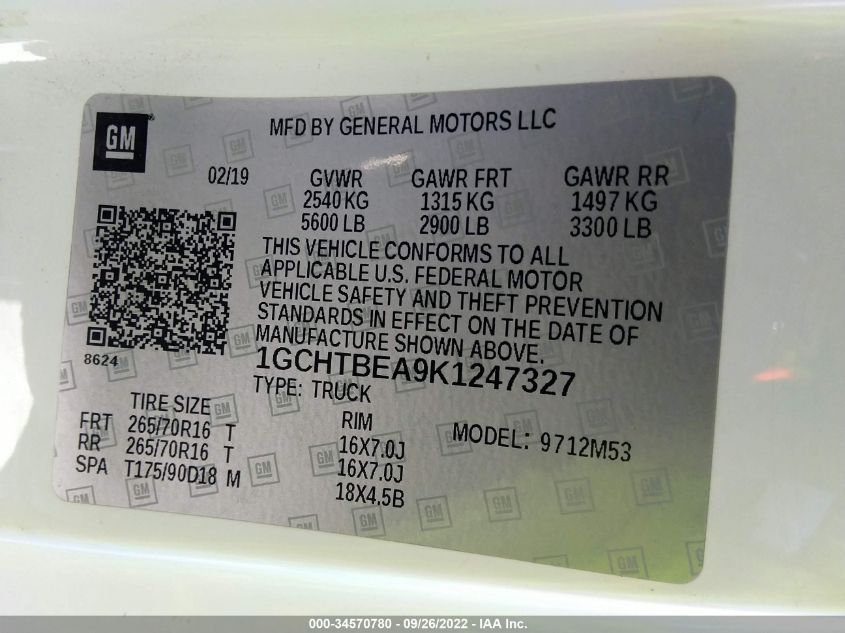 GM
MFD BY GENERAL MOTORS LLC
02/19 GVWR GAWR FRT GAWR RR
2540 KG 1315 KG 1497 KG
5600 LB 2900 LB 3300 LB
THIS VEHICLE CONFORMS TO ALL
APPLICABLE U.S. FEDERAL MOTOR
VEHICLE SAFETY AND THEFT PREVENTION
STANDARDS IN EFFECT ON THE DATE OF
MANUFACTURE SHOWN ABOVE.
8624
1GCHTBEA9K1247327
TYPE: TRUCK
TIRE SIZE RIM
FRT 265/70R16 T 16X7.0J
RR 265/70R16 T 16X7.0J
SPA T175/90D18 M 18X4.5B
MODEL: 9712M53
000-34570780 - 09/26/2022 - IAA Inc.